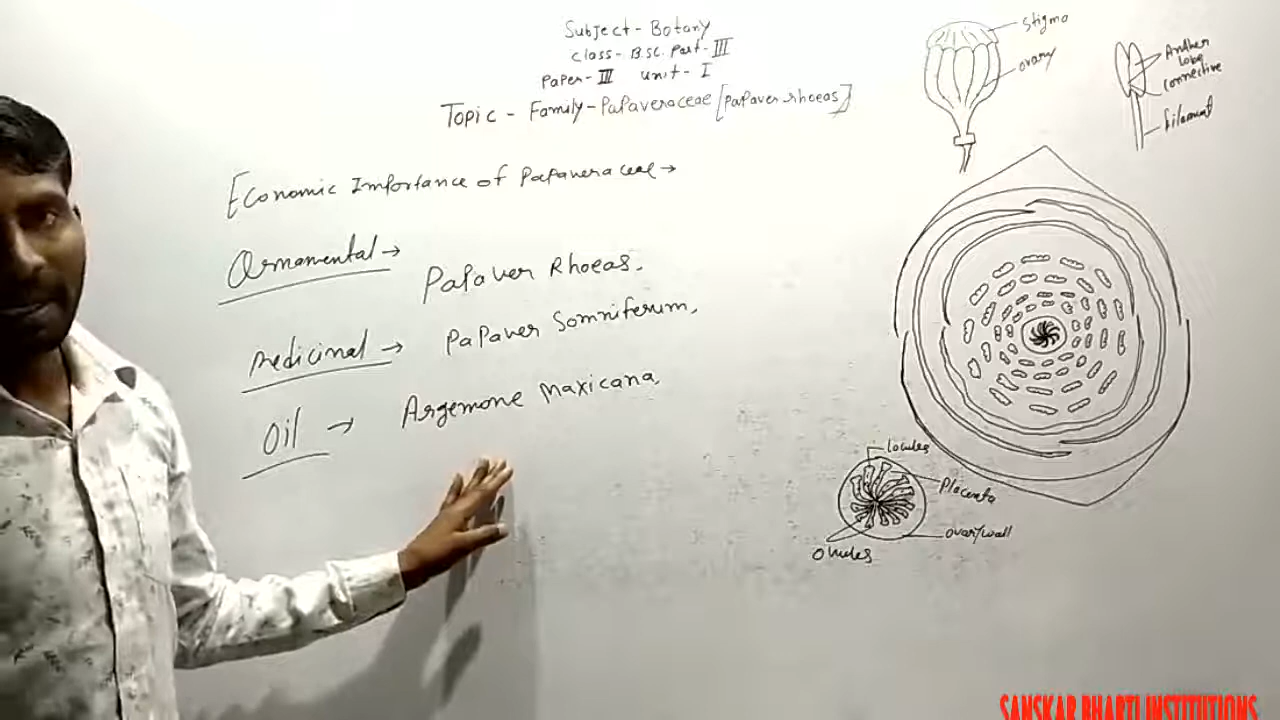 Subject - Botany
Class - B.SC. Part - III
Paper - III Unit - I
Topic - Family - Papaveraceae [Papaver rhoeas]
Economic Importance of Papaveraceae →
Ornamental →
Papaver Rhoeas.
Medicinal → Papaver Somniferum,
Oil → Argemone Maxicana,
stigma
ovary
Anther
lobe
connective
filament
locules
Placenta
ovary wall
Ovules
SANSKAR BHARTI INSTITUTIONS